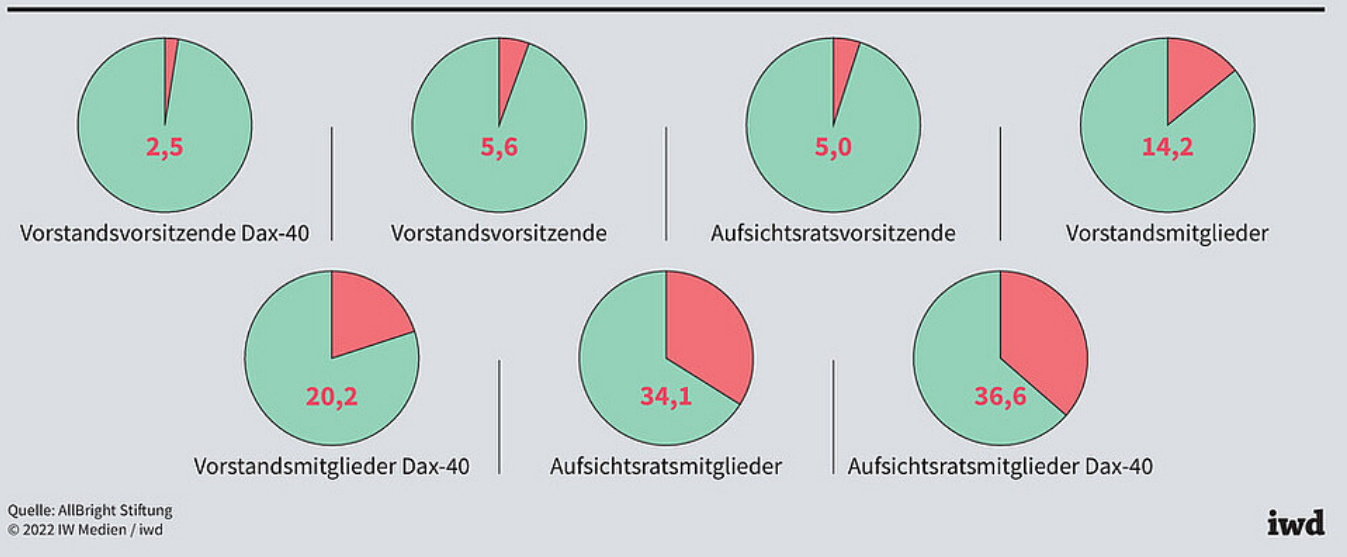 2,5
5,6
5,0
14,2
Vorstandsvorsitzende Dax-40
Vorstandsvorsitzende
Aufsichtsratsvorsitzende
Vorstandsmitglieder
20,2
34,1
36,6
Vorstandsmitglieder Dax-40
Aufsichtsratsmitglieder
Aufsichtsratsmitglieder Dax-40
Quelle: AllBright Stiftung
© 2022 IW Medien / iwd
iwd